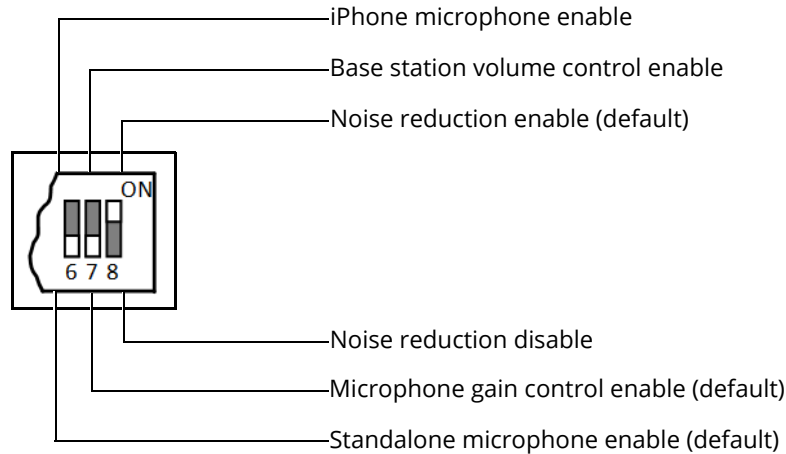 iPhone microphone enable
Base station volume control enable
Noise reduction enable (default)
ON
6 7 8
Noise reduction disable
Microphone gain control enable (default)
Standalone microphone enable (default)